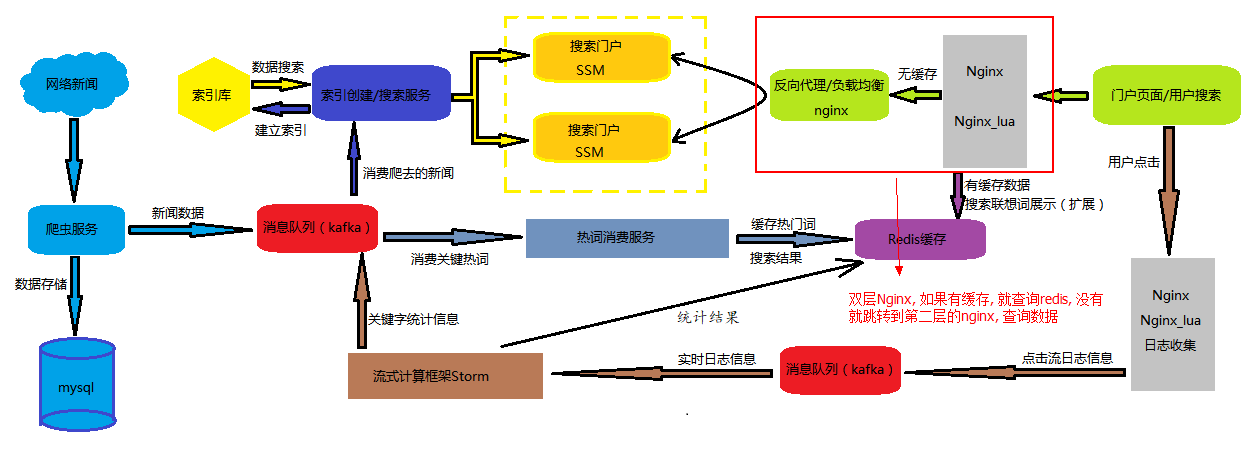 网络新闻
索引库
数据搜索
建立索引
索引创建/搜索服务
搜索门户
SSM
搜索门户
SSM
反向代理/负载均衡
nginx
无缓存
Nginx
Nginx_lua
门户页面/用户搜索
用户点击
消费爬去的新闻
有缓存数据
搜索联想词展示（扩展）
爬虫服务
新闻数据
消息队列（kafka）
消费关键热词
热词消费服务
缓存热门词
搜索结果
Redis缓存
数据存储
关键字统计信息
统计结果
双层Nginx, 如果有缓存, 就查询redis, 没有
就跳转到第二层的nginx, 查询数据
Nginx
Nginx_lua
日志收集
mysql
流式计算框架Storm
实时日志信息
消息队列（kafka）
点击流日志信息